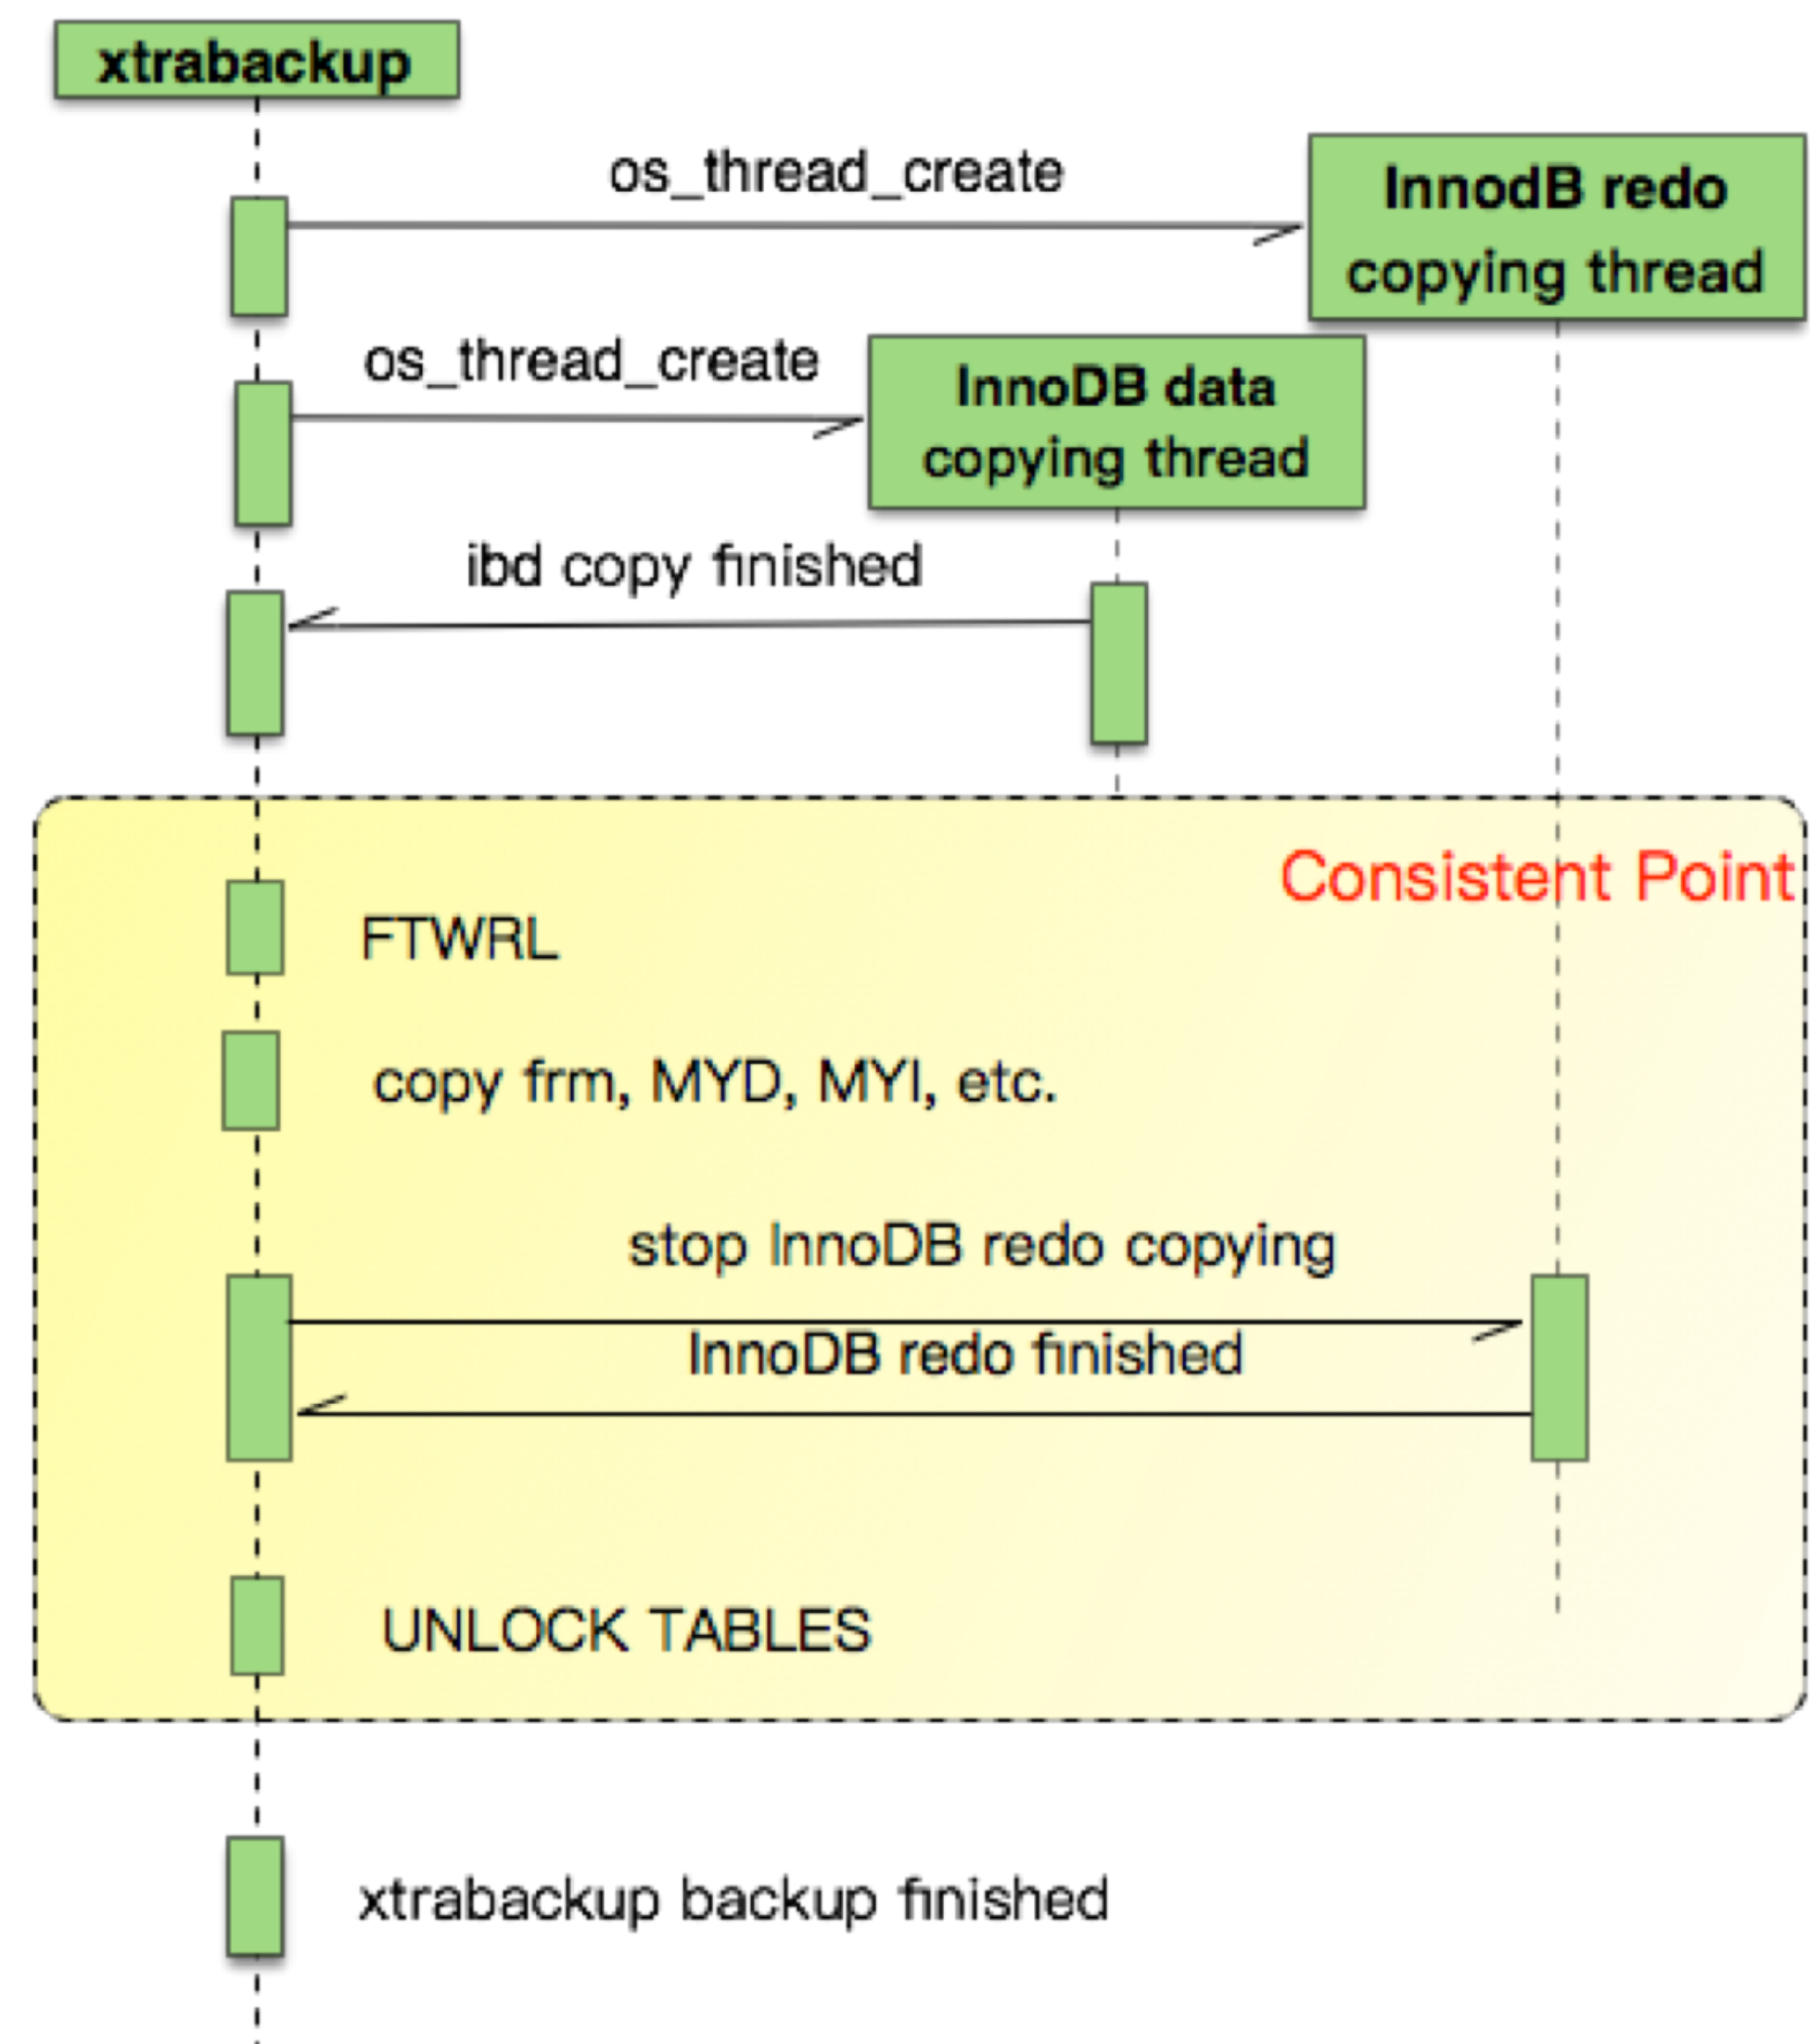 xtrabackup
os_thread_create
InnodB redo
copying thread
os_thread_create
InnoDB data
copying thread
ibd copy finished
Consistent Point
FTWRL
copy frm, MYD, MYI, etc.
stop InnoDB redo copying
InnoDB redo finished
UNLOCK TABLES
xtrabackup backup finished